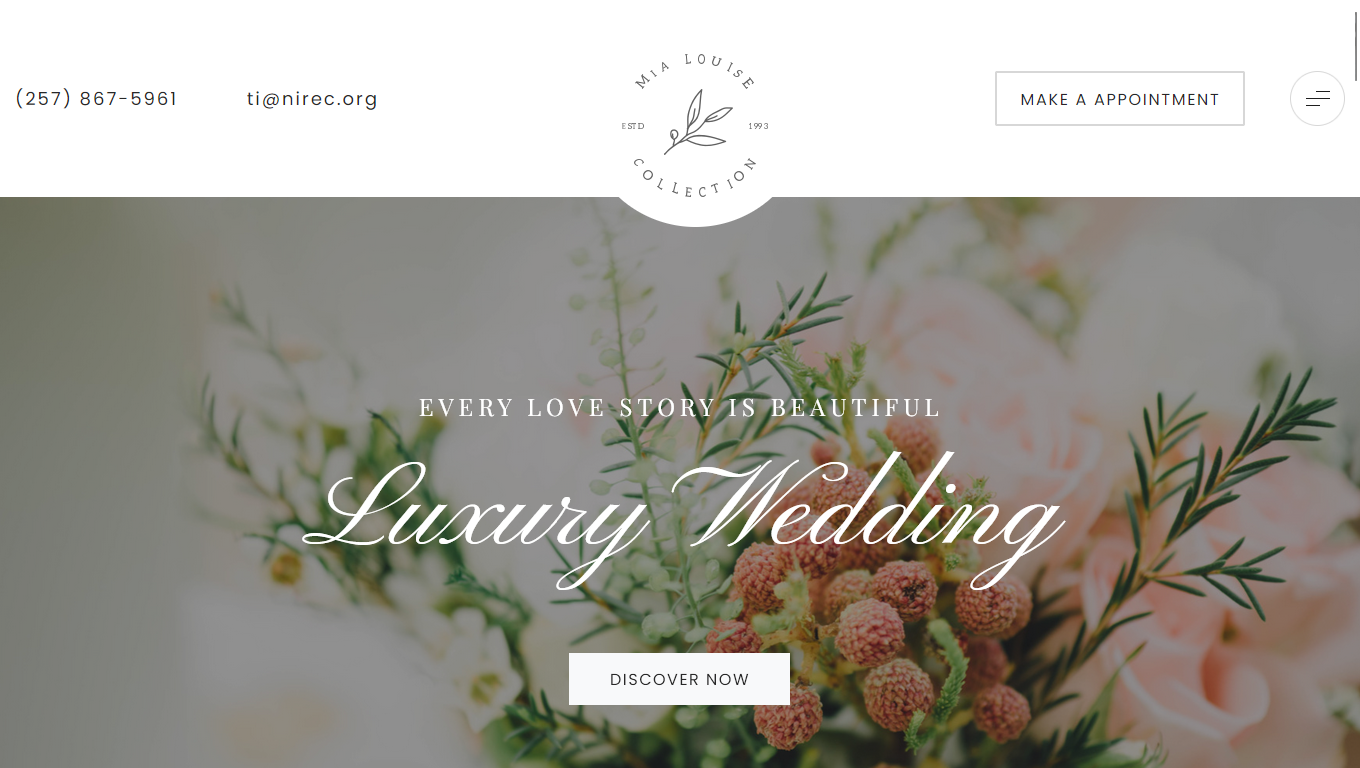 (257) 867-5961
ti@nirec.org
MIA LOUISE
ESTD
1993
COLLECTION
MAKE A APPOINTMENT
EVERY LOVE STORY IS BEAUTIFUL
Luxury Wedding
DISCOVER NOW